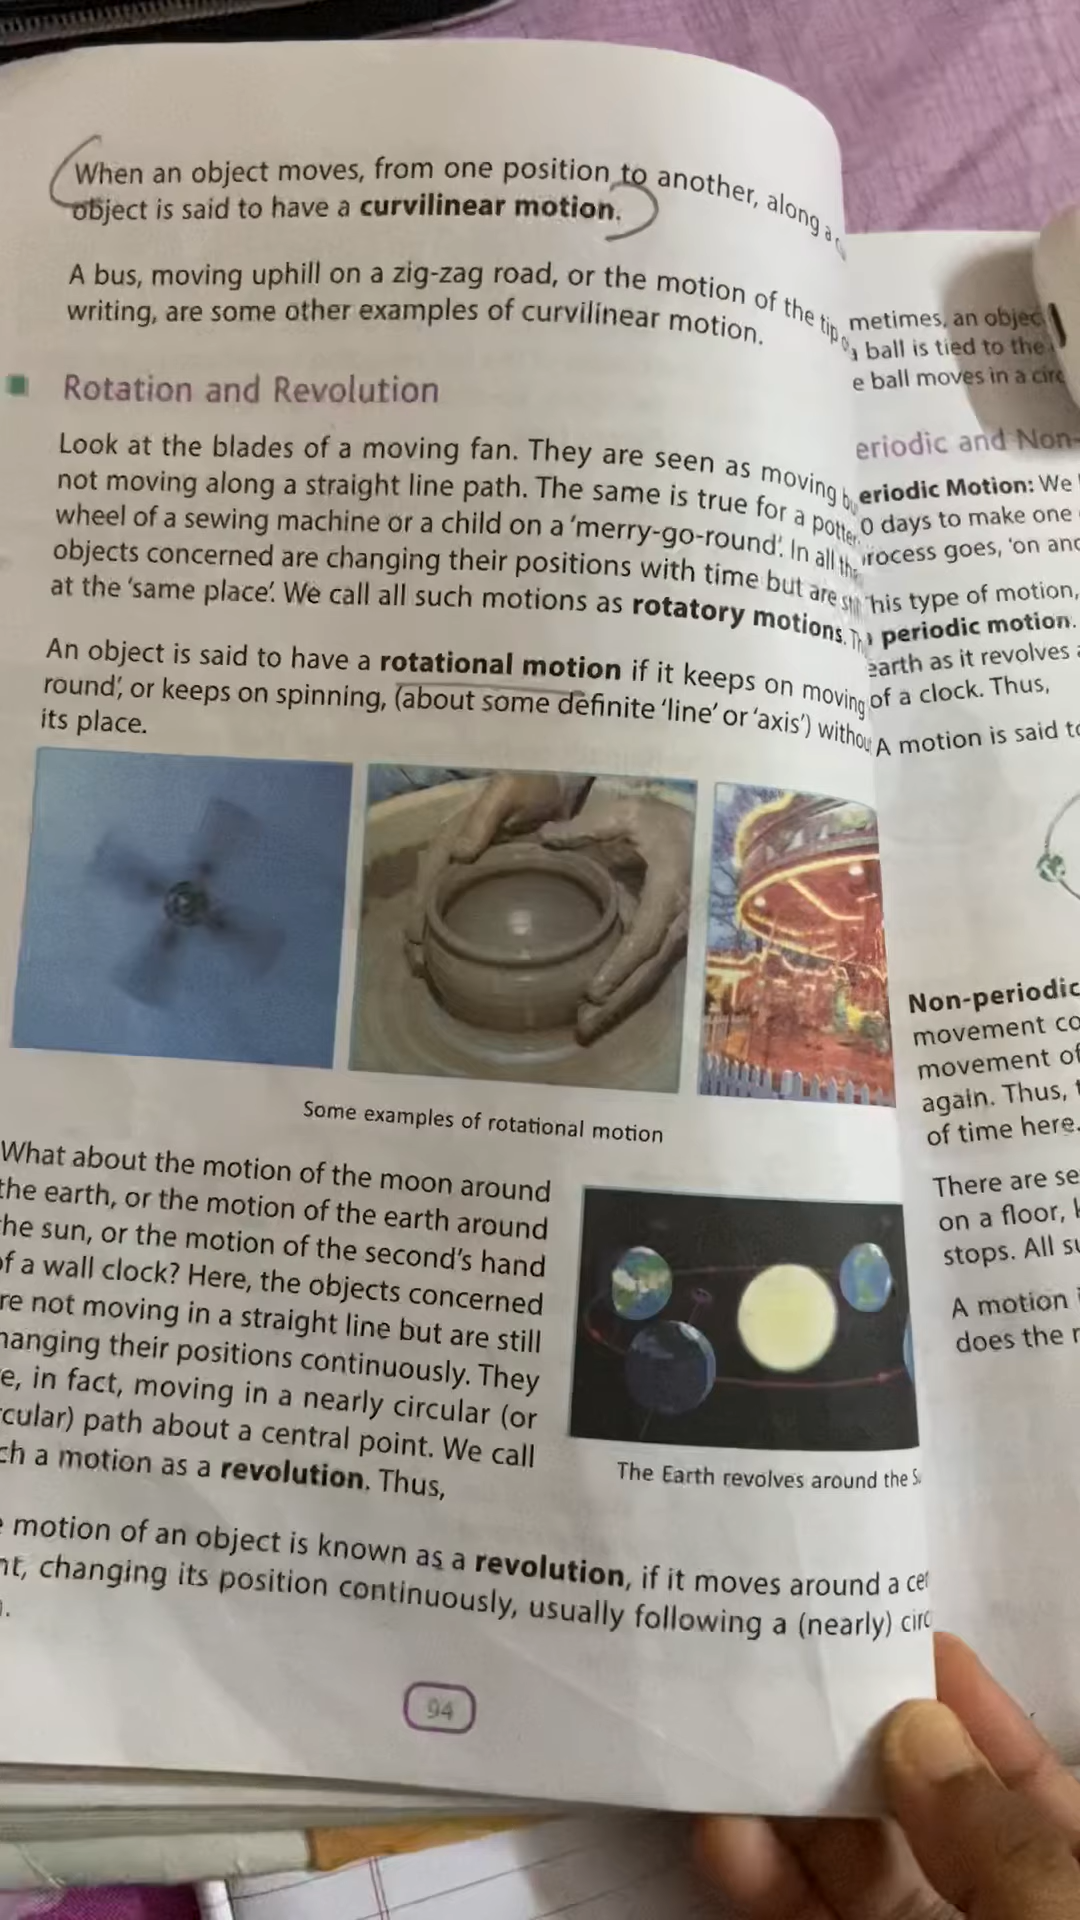 When an object moves, from one position to another, along a
object is said to have a curvilinear motion.
A bus, moving uphill on a zig-zag road, or the motion of the tip
writing, are some other examples of curvilinear motion.
Rotation and Revolution
Look at the blades of a moving fan. They are seen as moving
not moving along a straight line path. The same is true for a potter
wheel of a sewing machine or a child on a 'merry-go-round'. In all
objects concerned are changing their positions with time but are
at the 'same place'. We call all such motions as rotatory motions.
An object is said to have a rotational motion if it keeps on moving
round', or keeps on spinning, (about some definite 'line' or 'axis')
its place.
Some examples of rotational motion
What about the motion of the moon around
the earth, or the motion of the earth around
the sun, or the motion of the second's hand
of a wall clock? Here, the objects concerned
re not moving in a straight line but are still
hanging their positions continuously. They
e, in fact, moving in a nearly circular (or
rcular) path about a central point. We call
ch a motion as a revolution. Thus,
The Earth revolves around the
motion of an object is known as a revolution, if it moves around a
nt, changing its position continuously, usually following a (nearly)
94
metimes, an objec
ball is tied to the
e ball moves in a circ
eriodic and Non-
eriodic Motion: We
0 days to make one
rocess goes, 'on and
his type of motion,
periodic motion.
earth as it revolves
of a clock. Thus,
A motion is said to
Non-periodic
movement co
movement of
again. Thus,
of time here.
There are se
on a floor,
stops. All su
A motion
does the